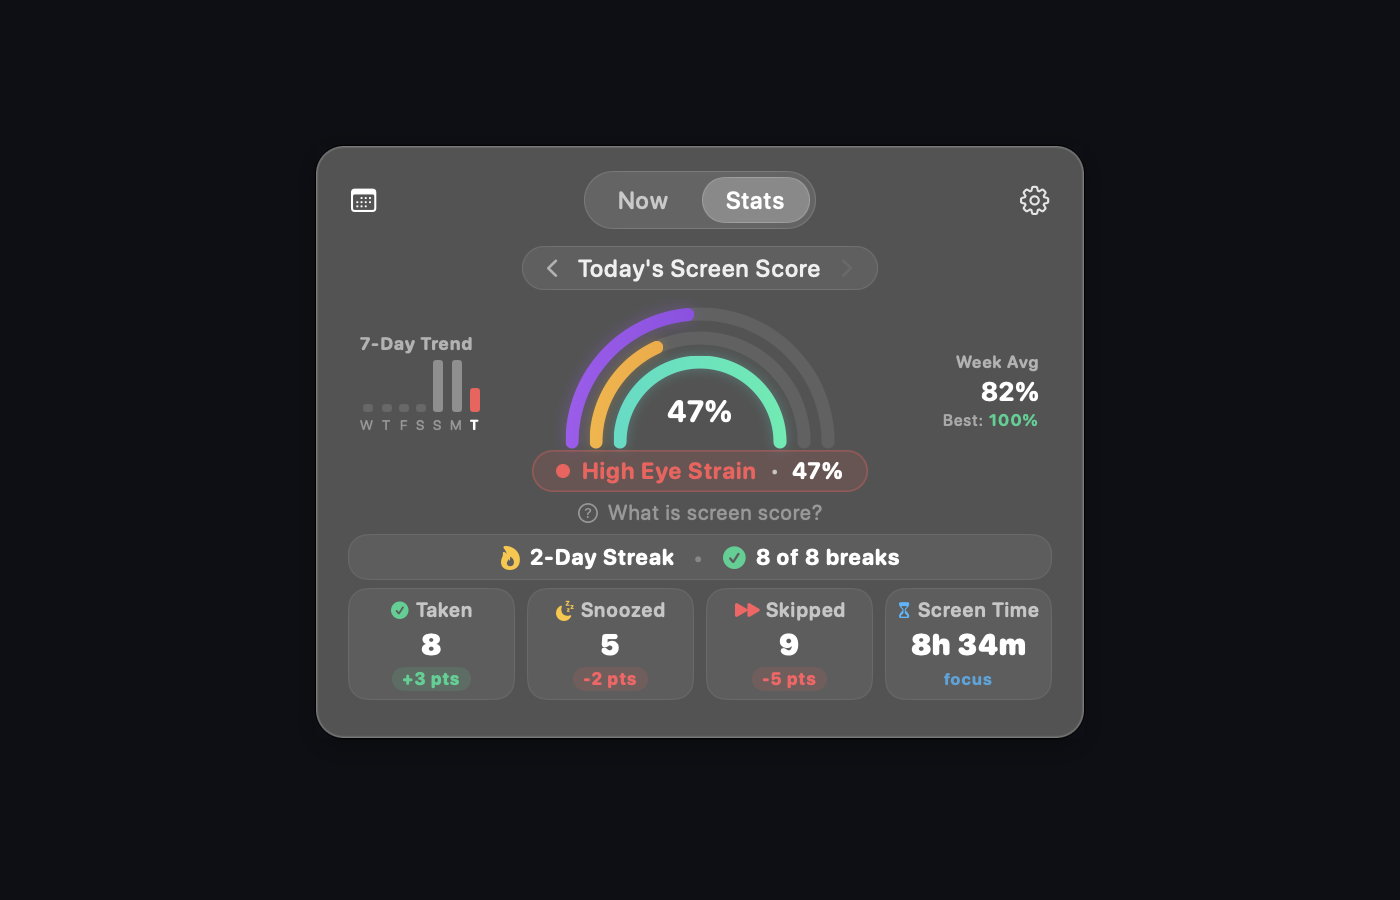 Now
Stats
Today's Screen Score
7-Day Trend
W T F S S M T
47%
Week Avg
82%
Best: 100%
High Eye Strain · 47%
? What is screen score?
2-Day Streak · 8 of 8 breaks
Taken
8
+3 pts
Snoozed
5
-2 pts
Skipped
9
-5 pts
Screen Time
8h 34m
focus